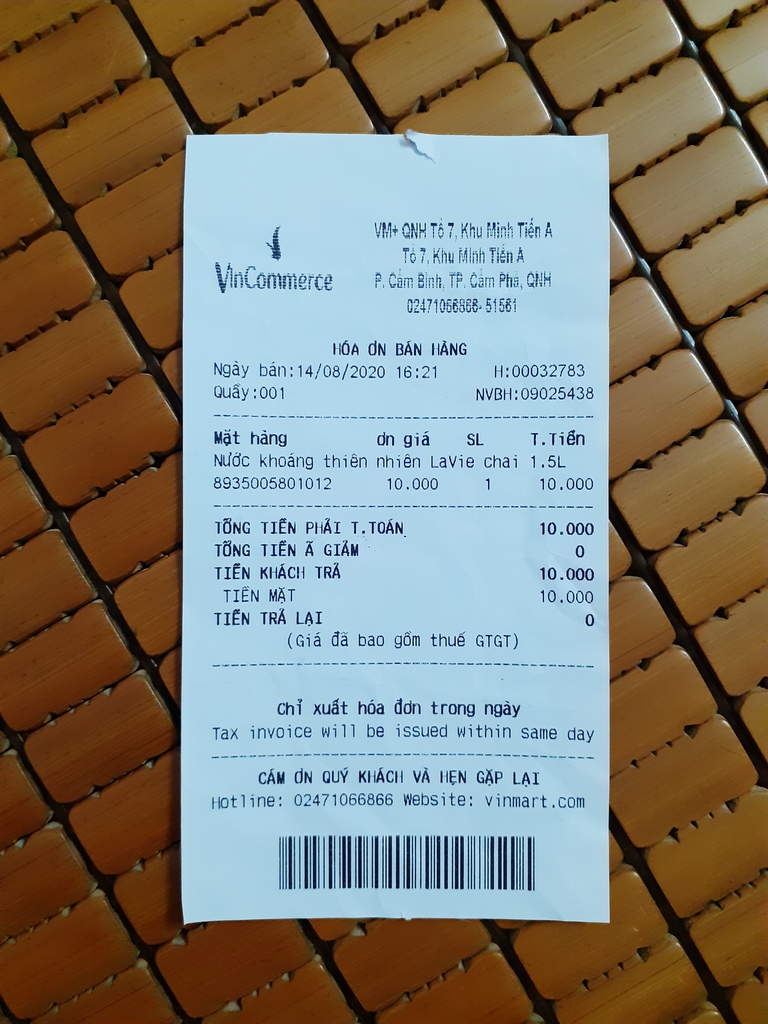 VinCommerce
VM+ QNH Tổ 7, Khu Minh Tiến A
Tổ 7, Khu Minh Tiến A
P. Cẩm Bình, TP. Cẩm Phả, QNH
02471066866- 51561
HÓA ƠN BÁN HÀNG
Ngày bán:14/08/2020 16:21 H:00032783
Quầy:001 NVBH:09025438
Mặt hàng ơn giá SL T.Tiền
Nước khoáng thiên nhiên LaVie chai 1.5L
8935005801012 10.000 1 10.000
TỔNG TIỀN PHẢI T.TOÁN 10.000
TỔNG TIỀN Ã GIẢM 0
TIỀN KHÁCH TRẢ 10.000
TIỀN MẶT 10.000
TIỀN TRẢ LẠI 0
(Giá đã bao gồm thuế GTGT)
Chỉ xuất hóa đơn trong ngày
Tax invoice will be issued within same day
CÁM ƠN QUÝ KHÁCH VÀ HẸN GẶP LẠI
Hotline: 02471066866 Website: vinmart.com